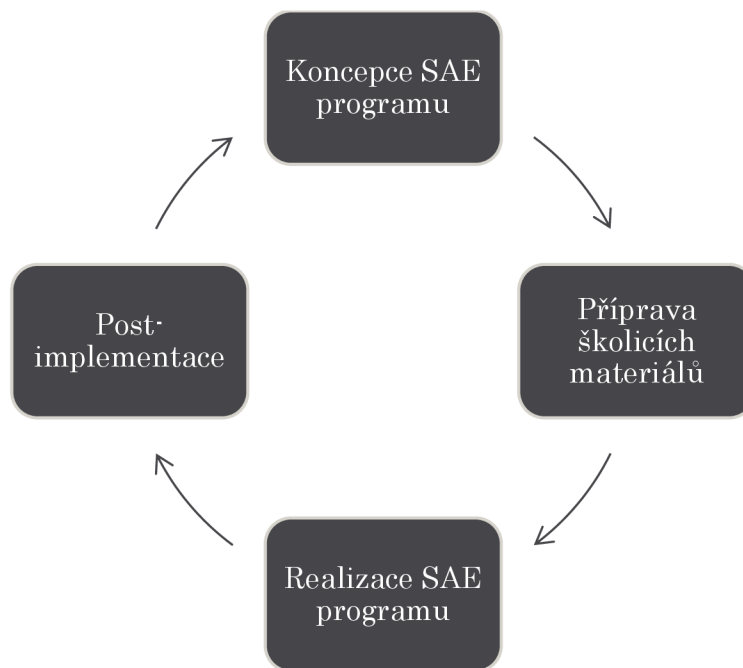 Koncepce SAE
programu
Příprava
školicích
materiálů
Realizace SAE
programu
Post-
implementace